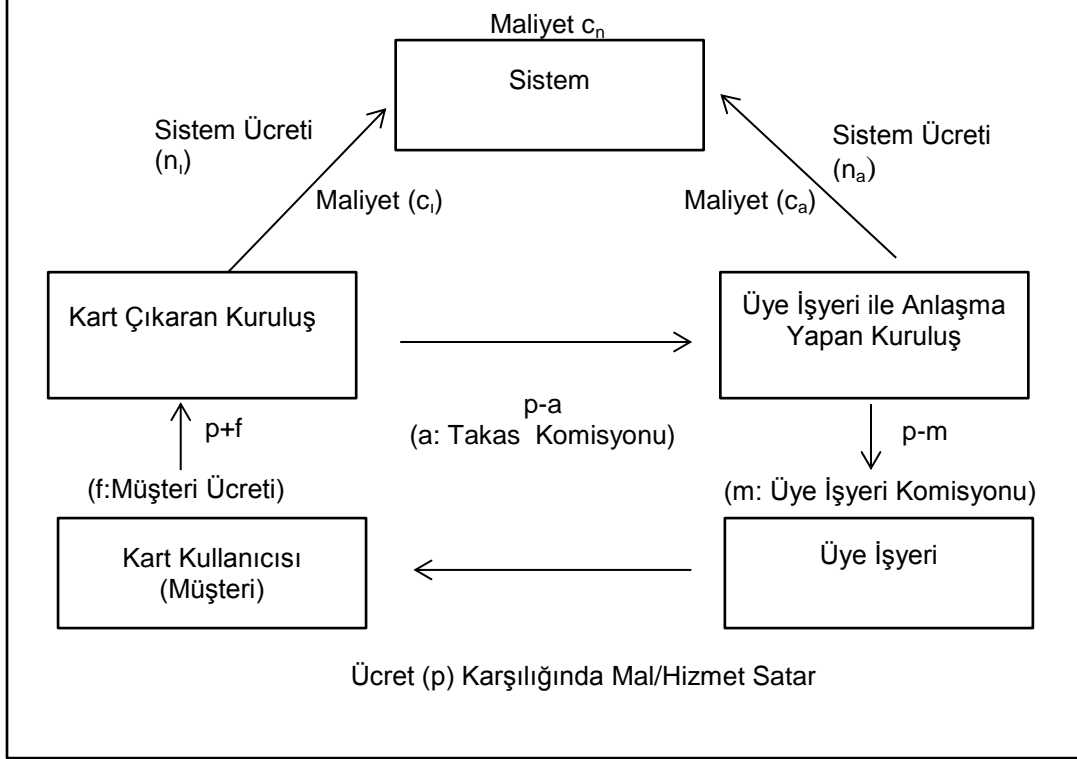 Maliyet cₙ
Sistem
Sistem Ücreti
(nı)
Sistem Ücreti
(nₐ)
Maliyet (cı)
Maliyet (cₐ)
Kart Çıkaran Kuruluş
Üye İşyeri ile Anlaşma
Yapan Kuruluş
p-a
(a: Takas Komisyonu)
p+f
p-m
(f:Müşteri Ücreti)
(m: Üye İşyeri Komisyonu)
Kart Kullanıcısı
(Müşteri)
Üye İşyeri
Ücret (p) Karşılığında Mal/Hizmet Satar